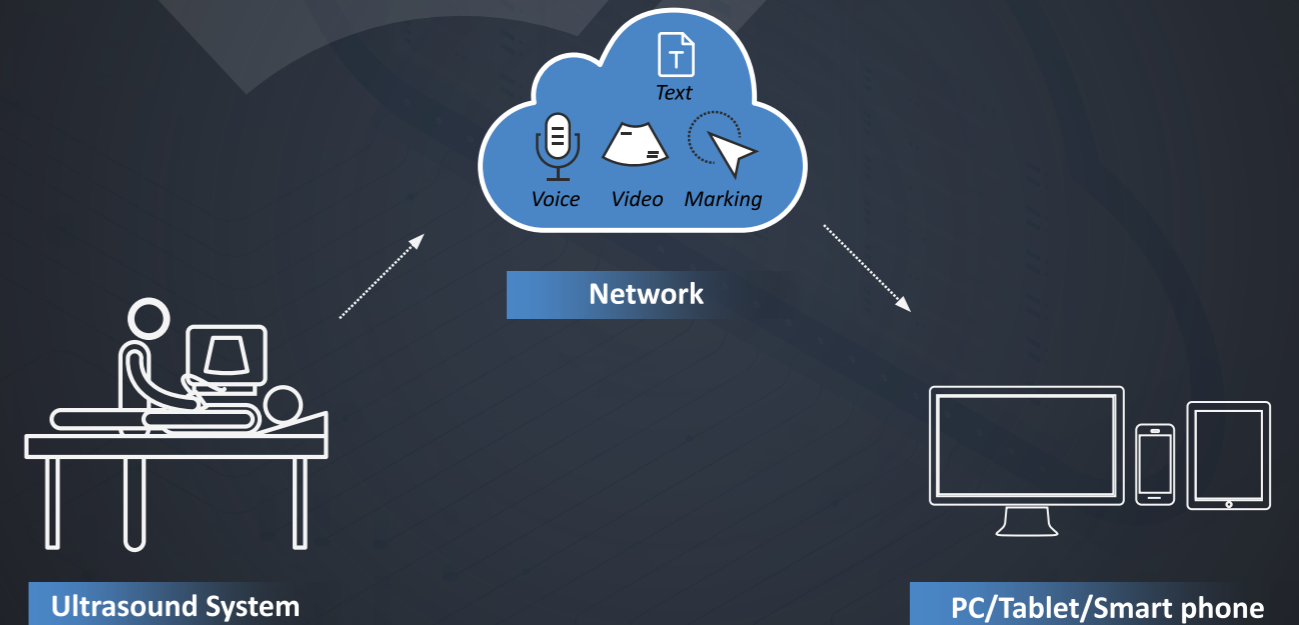 T
Text
Voice Video Marking
Network
Ultrasound System
PC/Tablet/Smart phone